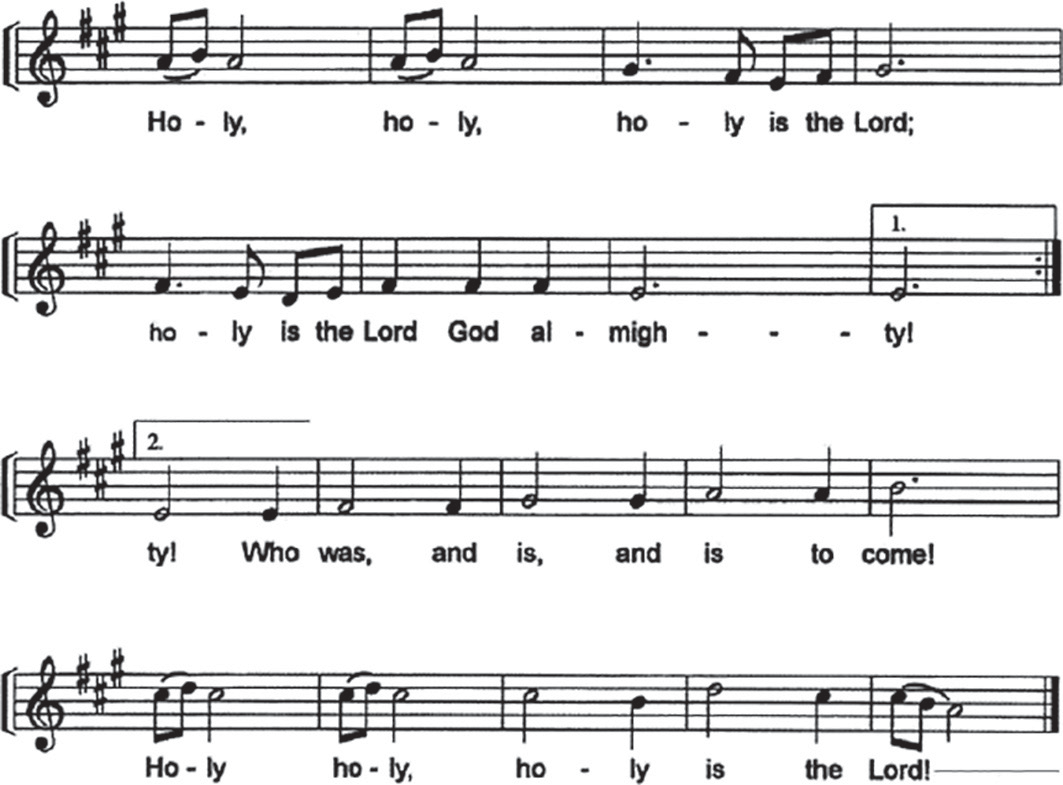 Ho - ly, ho - ly, ho - ly is the Lord;
1.
ho - ly is the Lord God al - migh - - - ty!
2.
ty! Who was, and is, and is to come!
Ho - ly ho - ly, ho - ly is the Lord!